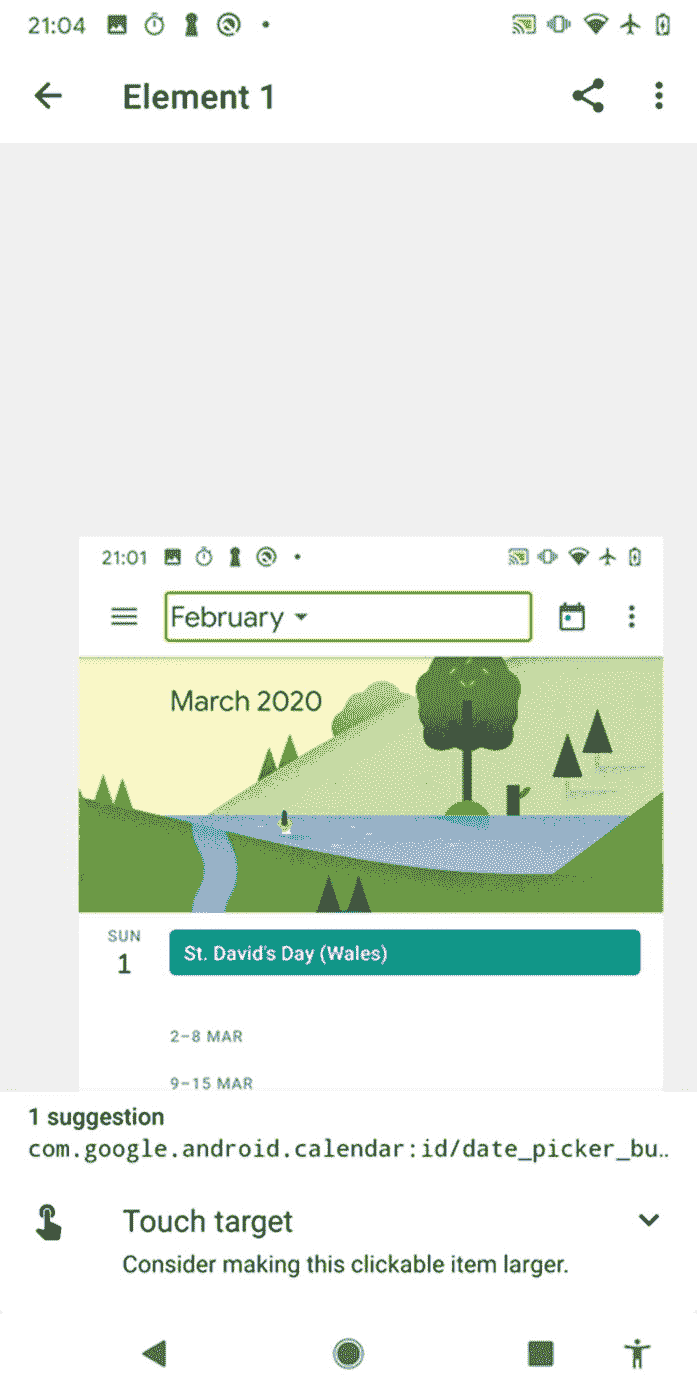 21:04
Element 1
21:01
February
March 2020
SUN
1
St. David's Day (Wales)
2–8 MAR
9–15 MAR
1 suggestion
com.google.android.calendar:id/date_picker_bu..
Touch target
Consider making this clickable item larger.